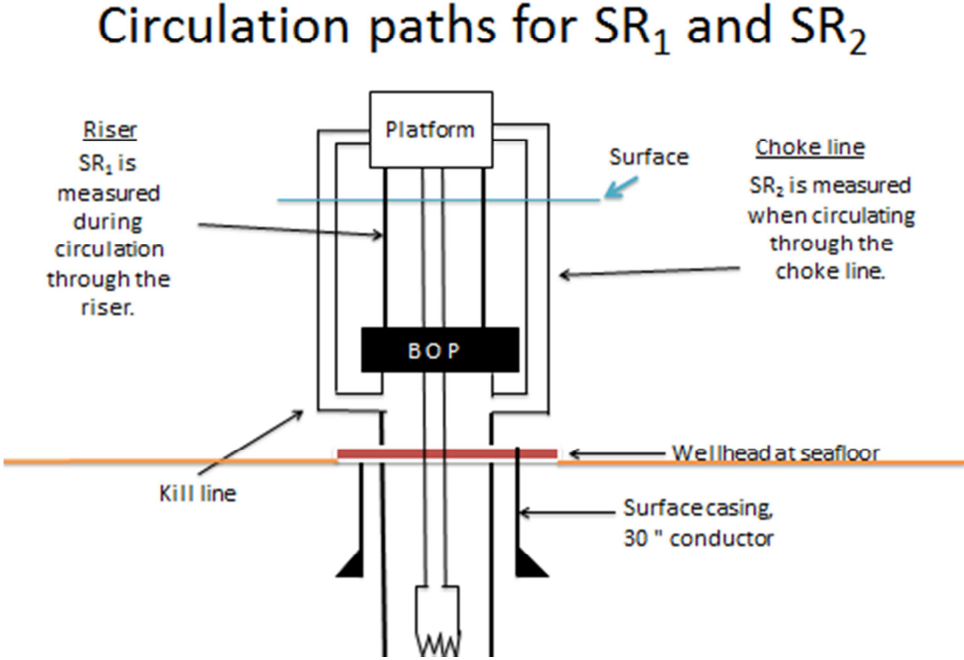 Circulation paths for SR₁ and SR₂
Riser
SR₁ is
measured
during
circulation
through the
riser.
Platform
Surface
Choke line
SR₂ is measured
when circulating
through the
choke line.
BOP
Wellhead at seafloor
Kill line
Surface casing,
30 " conductor